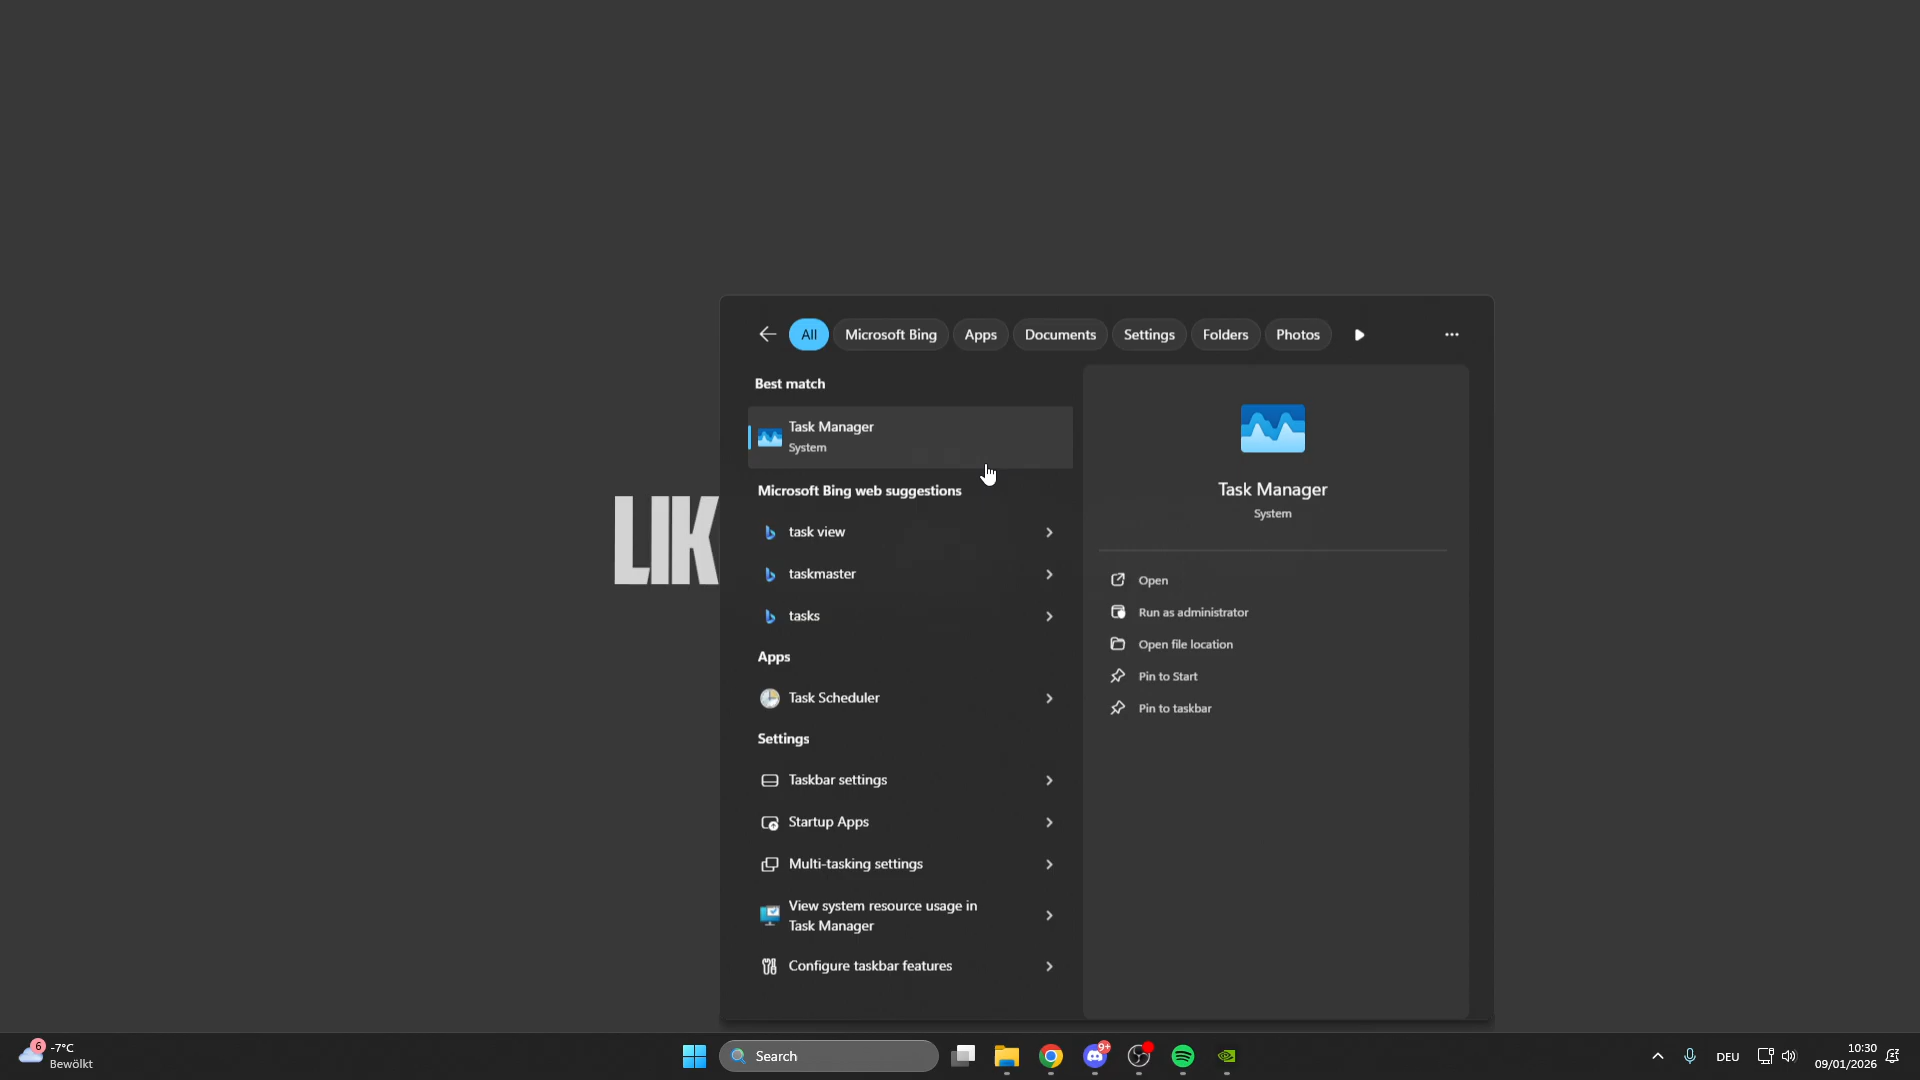 All
Microsoft Bing
Apps
Documents
Settings
Folders
Photos
Best match
Task Manager
System
Microsoft Bing web suggestions
task view
taskmaster
tasks
Apps
Task Scheduler
Settings
Taskbar settings
Startup Apps
Multi-tasking settings
View system resource usage in
Task Manager
Configure taskbar features
Task Manager
System
Open
Run as administrator
Open file location
Pin to Start
Pin to taskbar
LIK
6
-7°C
Bewölkt
Search
9+
DEU
10:30
09/01/2026